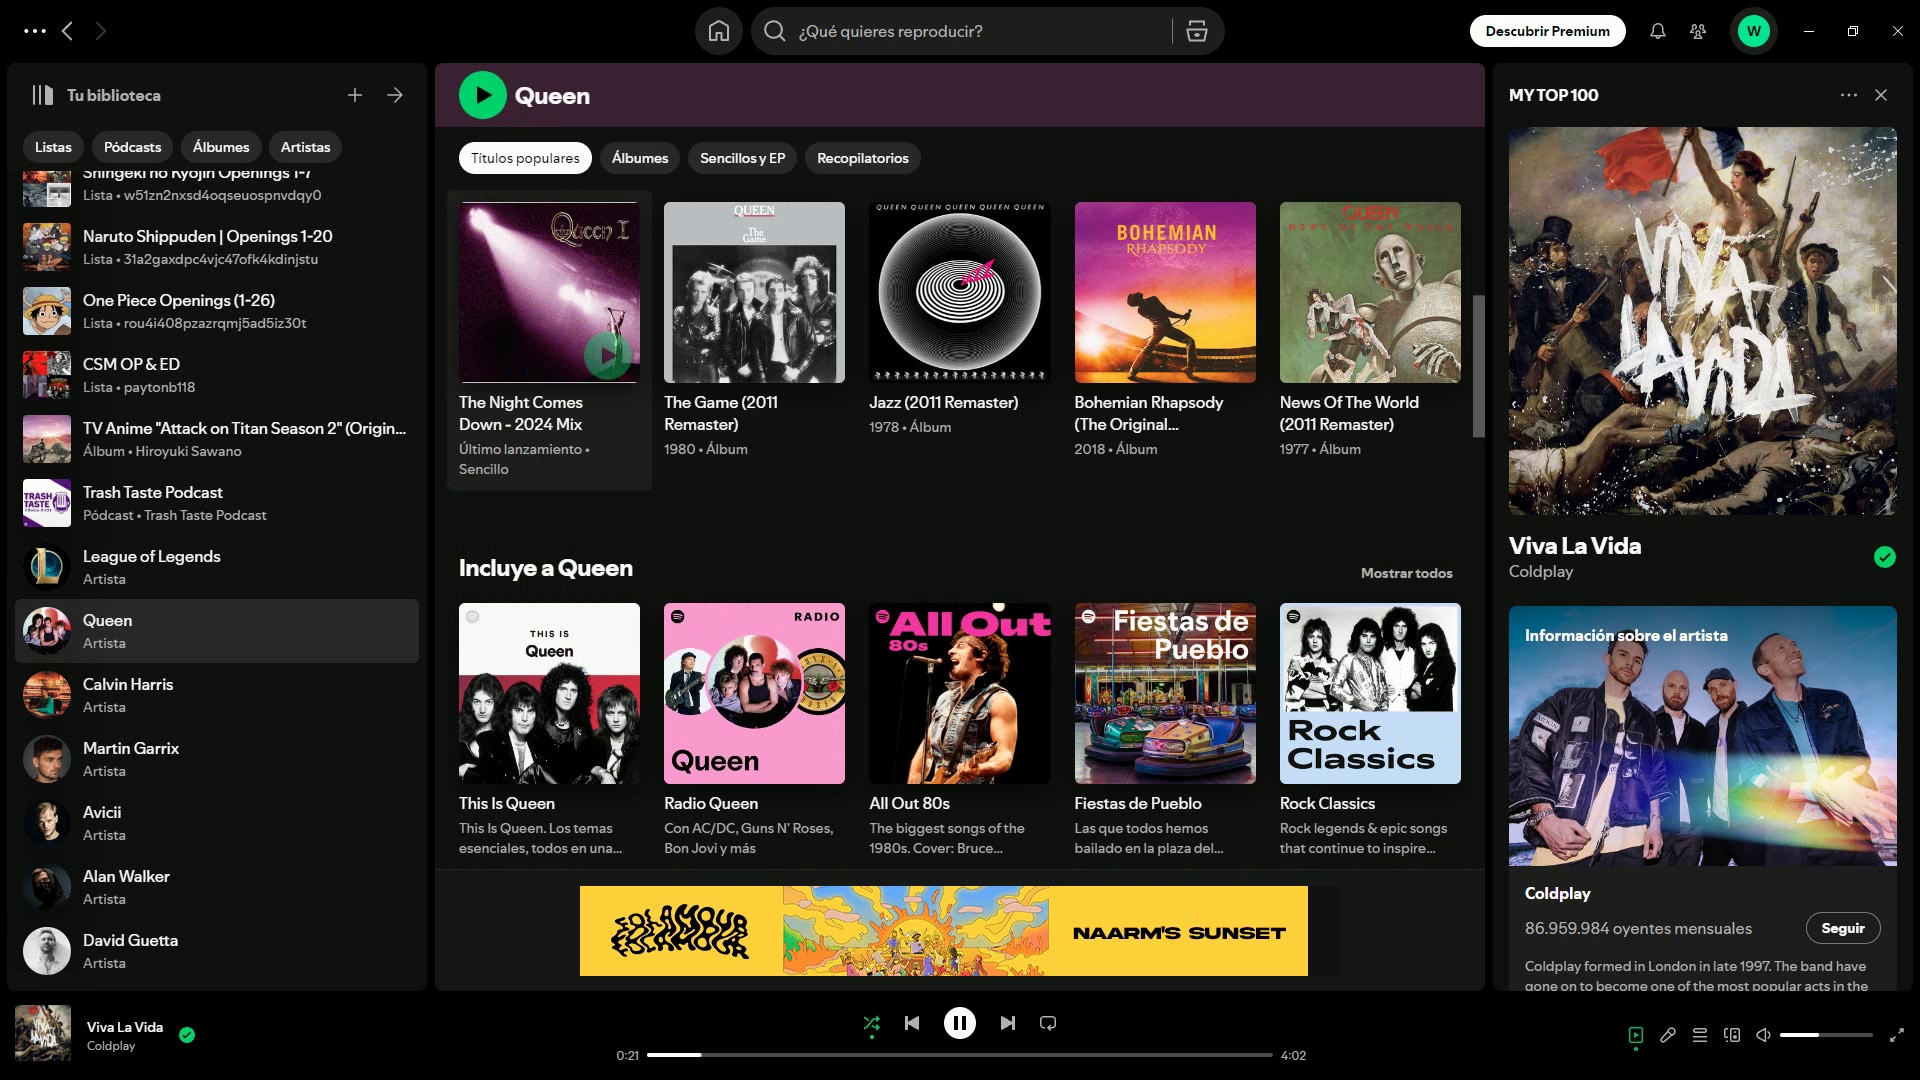 ¿Qué quieres reproducir?
Descubrir Premium
W
Tu biblioteca
Listas
Pódcasts
Álbumes
Artistas
Shingeki no Kyojin Openings 1-7
Lista • w51zn2nxsd4oqseuospnvdqy0
Naruto Shippuden | Openings 1-20
Lista • 31a2gaxdpc4vjc47ofk4kdinjstu
One Piece Openings (1-26)
Lista • rou4i408pzazrqmj5ad5iz30t
CSM OP & ED
Lista • paytonb118
TV Anime "Attack on Titan Season 2" (Origin...
Álbum • Hiroyuki Sawano
TRASH
TASTE
Trash Taste Podcast
Pódcast • Trash Taste Podcast
League of Legends
Artista
Queen
Artista
Calvin Harris
Artista
Martin Garrix
Artista
Avicii
Artista
Alan Walker
Artista
David Guetta
Artista
Queen
Títulos populares
Álbumes
Sencillos y EP
Recopilatorios
Queen I
The Night Comes
Down - 2024 Mix
Último lanzamiento •
Sencillo
QUEEN
The
Game
The Game (2011
Remaster)
1980 • Álbum
QUEEN QUEEN QUEEN QUEEN QUEEN QUEEN
Jazz (2011 Remaster)
1978 • Álbum
BOHEMIAN
RHAPSODY
Bohemian Rhapsody
(The Original...
2018 • Álbum
QUEEN
NEWS OF THE WORLD
News Of The World
(2011 Remaster)
1977 • Álbum
Incluye a Queen
Mostrar todos
THIS IS
Queen
This Is Queen
This Is Queen. Los temas
esenciales, todos en una...
RADIO
Queen
Radio Queen
Con AC/DC, Guns N' Roses,
Bon Jovi y más
All Out
80s
All Out 80s
The biggest songs of the
1980s. Cover: Bruce...
Fiestas de
Pueblo
Fiestas de Pueblo
Las que todos hemos
bailado en la plaza del...
Rock
Classics
Rock Classics
Rock legends & epic songs
that continue to inspire...
FOLAMOUR
NAARM'S SUNSET
MY TOP 100
VIVA
LA VIDA
Viva La Vida
Coldplay
Información sobre el artista
Coldplay
86.959.984 oyentes mensuales
Seguir
Coldplay formed in London in late 1997. The band have
gone on to become one of the most popular acts in the
Viva La Vida
Coldplay
0:21
4:02